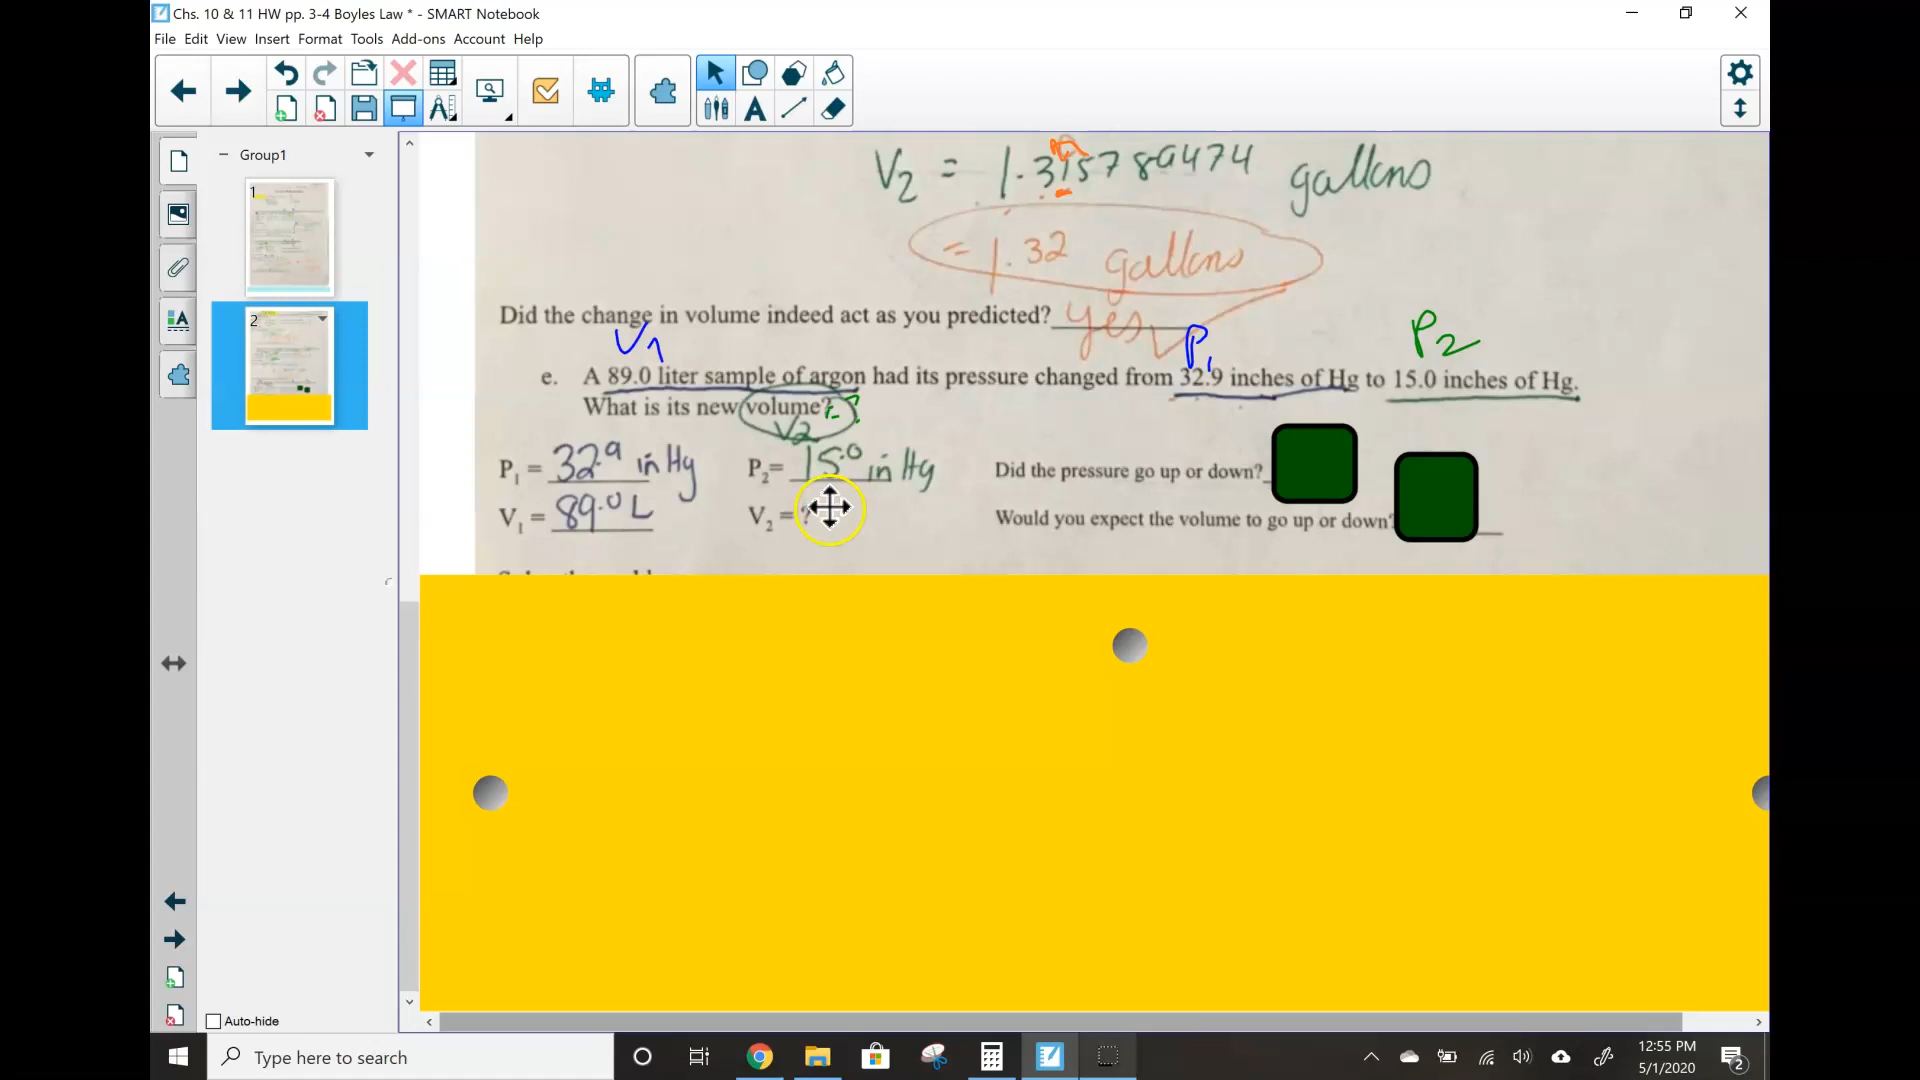 Chs. 10 & 11 HW pp. 3-4 Boyles Law * - SMART Notebook
File Edit View Insert Format Tools Add-ons Account Help
Group1
1
2
V2 = 1.315789474 gallons
= 1.32 gallons
Did the change in volume indeed act as you predicted? yes
V1 P1 P2
e. A 89.0 liter sample of argon had its pressure changed from 32.9 inches of Hg to 15.0 inches of Hg.
What is its new volume? = ?
V2
P1 = 32.9 in Hg P2= 15.0 in Hg Did the pressure go up or down?
V1 = 89.0 L V2 = ? Would you expect the volume to go up or down?
Auto-hide
Type here to search
12:55 PM
5/1/2020
2